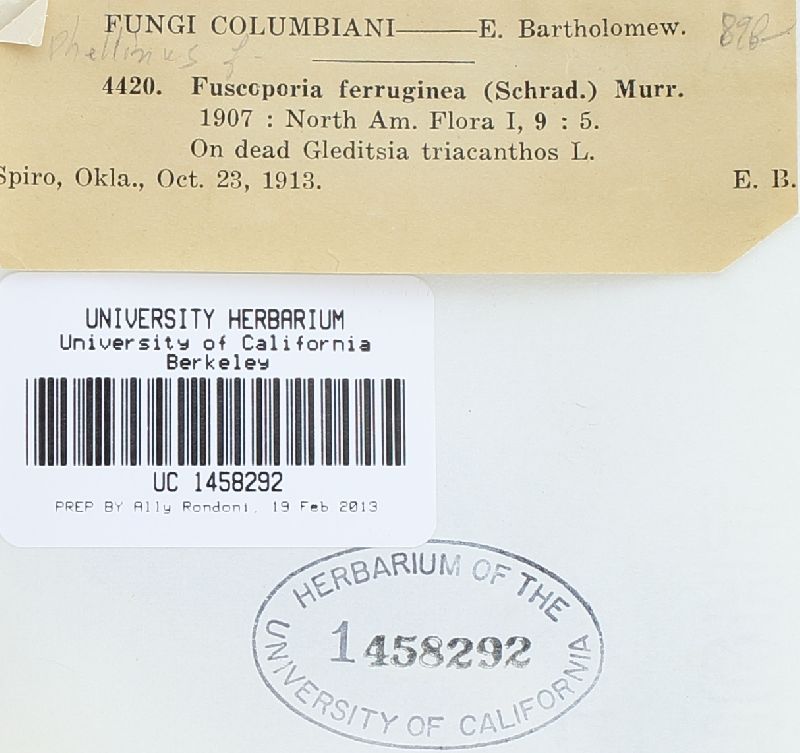 FUNGI COLUMBIANI———E. Bartholomew.
Phellinus f-
4420. Fuscoporia ferruginea (Schrad.) Murr.
1907 : North Am. Flora I, 9 : 5.
On dead Gleditsia triacanthos L.
Spiro, Okla., Oct. 23, 1913. E. B.
UNIVERSITY HERBARIUM
University of California
Berkeley
UC 1458292
PREP BY Ally Rondoni, 19 Feb 2013
HERBARIUM OF THE
1458292
UNIVERSITY OF CALIFORNIA